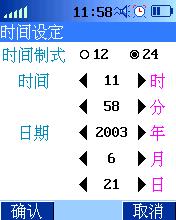 11:58
时间设定
时间制式 12 24
时间 11 时
58 分
日期 2003 年
6 月
21 日
确认 取消